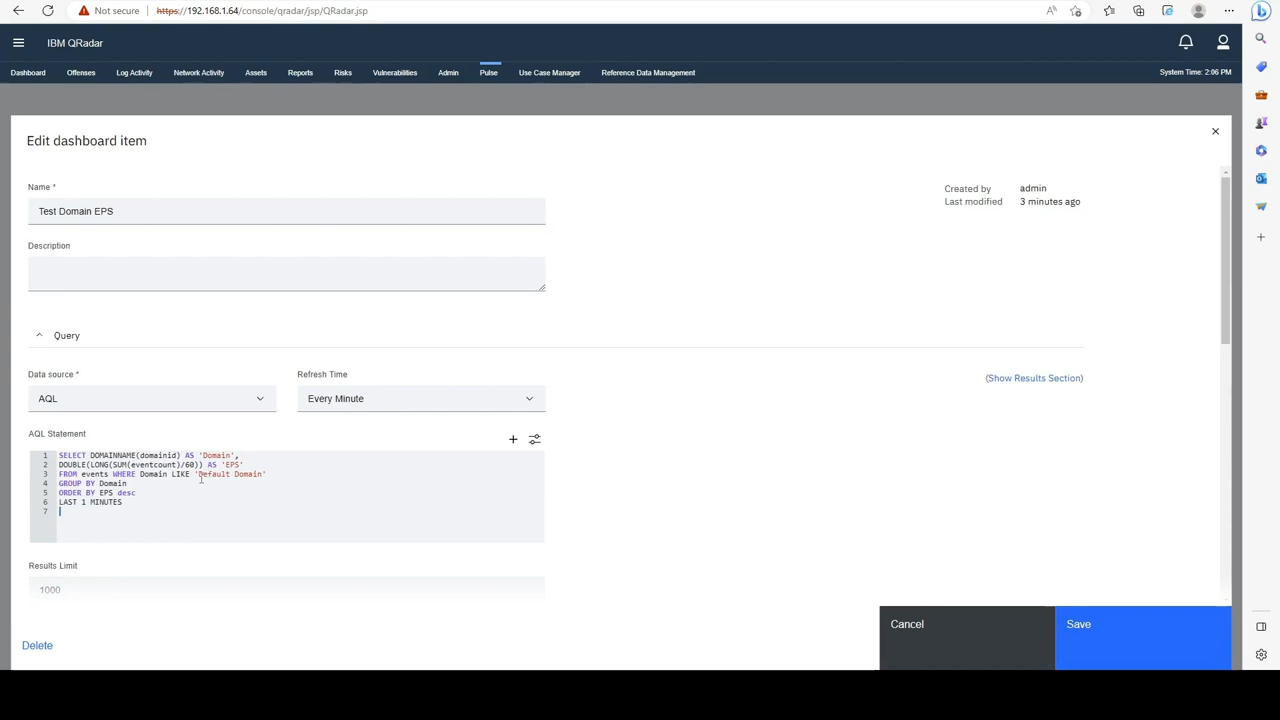 Not secure https://192.168.1.64/console/qradar/jsp/QRadar.jsp
IBM QRadar
Dashboard Offenses Log Activity Network Activity Assets Reports Risks Vulnerabilities Admin Pulse Use Case Manager Reference Data Management System Time: 2:06 PM
Edit dashboard item
Name *
Created by admin
Last modified 3 minutes ago
Test Domain EPS
Description
Query
Data source * Refresh Time
(Show Results Section)
AQL Every Minute
AQL Statement
1 SELECT DOMAINNAME(domainid) AS 'Domain',
2 DOUBLE(LONG(SUM(eventcount)/60)) AS 'EPS'
3 FROM events WHERE Domain LIKE 'Default Domain'
4 GROUP BY Domain
5 ORDER BY EPS desc
6 LAST 1 MINUTES
7
Results Limit
1000
Cancel Save
Delete